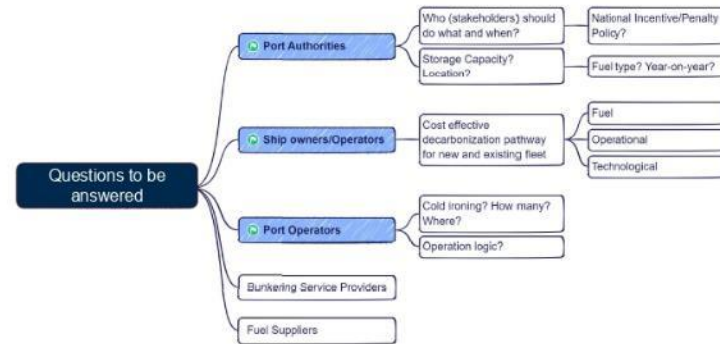 Questions to be
answered
Port Authorities
Who (stakeholders) should
do what and when?
National Incentive/Penalty
Policy?
Storage Capacity?
Location?
Fuel type? Year-on-year?
Ship owners/Operators
Cost effective
decarbonization pathway
for new and existing fleet
Fuel
Operational
Technological
Port Operators
Cold ironing? How many?
Where?
Operation logic?
Bunkering Service Providers
Fuel Suppliers